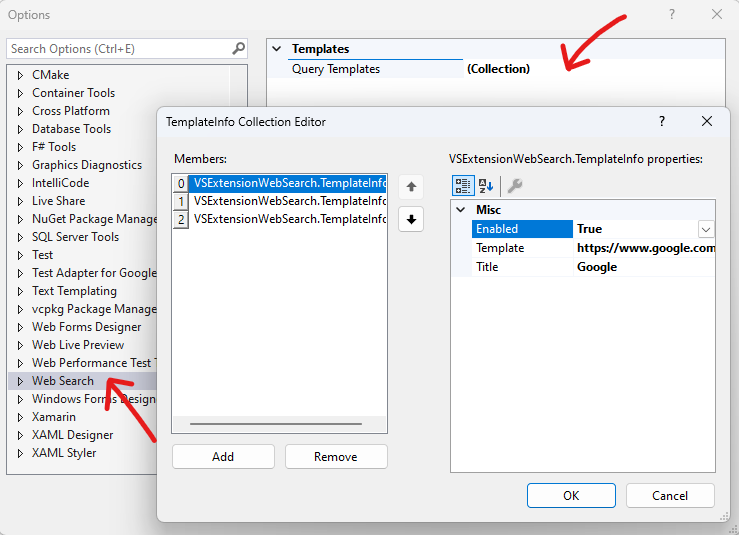 Options
?
Search Options (Ctrl+E)
CMake
Container Tools
Cross Platform
Database Tools
F# Tools
Graphics Diagnostics
IntelliCode
Live Share
NuGet Package Manage
SQL Server Tools
Test
Test Adapter for Google
Text Templating
vcpkg Package Manage
Web Forms Designer
Web Live Preview
Web Performance Test T
Web Search
Windows Forms Design
Xamarin
XAML Designer
XAML Styler
Templates
Query Templates (Collection)
TemplateInfo Collection Editor
?
Members:
0 VSExtensionWebSearch.TemplateInfo
1 VSExtensionWebSearch.TemplateInfo
2 VSExtensionWebSearch.TemplateInfo
Add
Remove
VSExtensionWebSearch.TemplateInfo properties:
Misc
Enabled True
Template https://www.google.com
Title Google
OK
Cancel